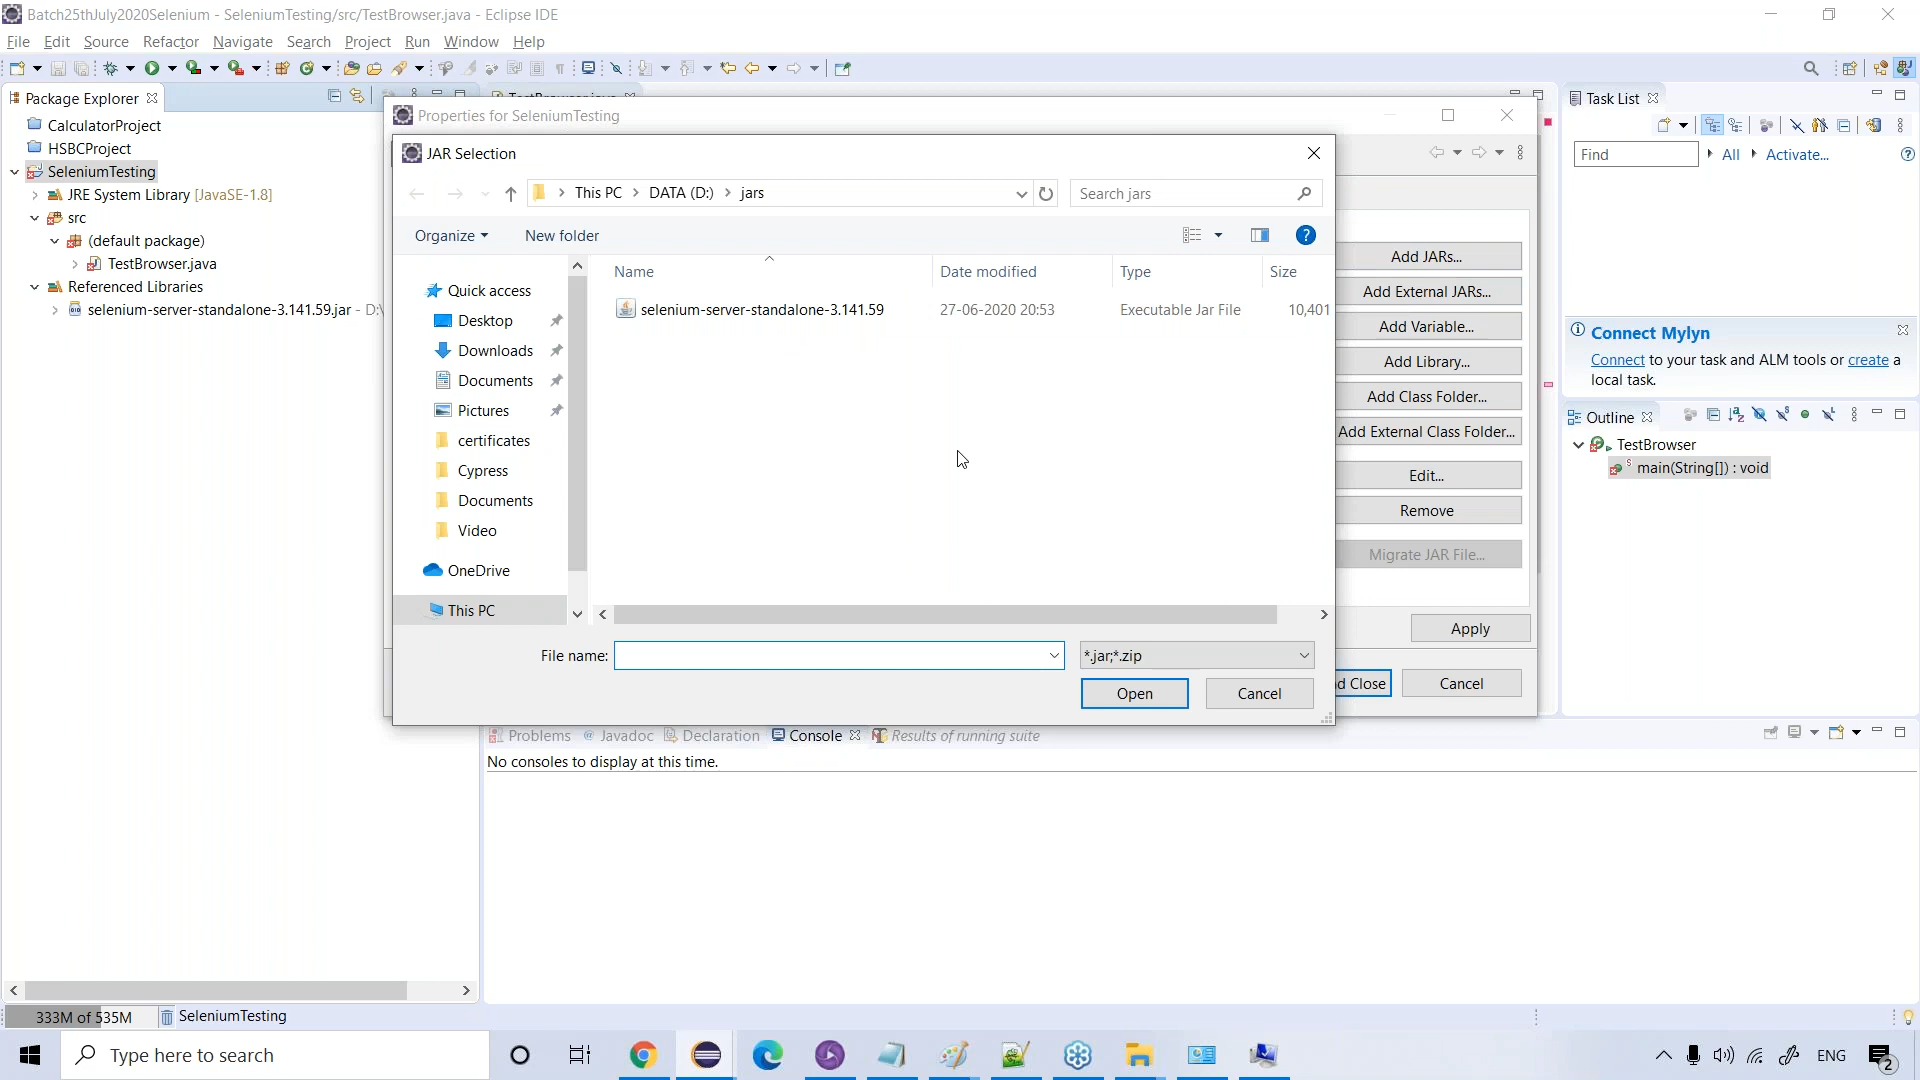 Batch25thJuly2020Selenium - SeleniumTesting/src/TestBrowser.java - Eclipse IDE
File Edit Source Refactor Navigate Search Project Run Window Help
Package Explorer
CalculatorProject
HSBCProject
SeleniumTesting
JRE System Library [JavaSE-1.8]
src
(default package)
TestBrowser.java
Referenced Libraries
selenium-server-standalone-3.141.59.jar - D:\
Properties for SeleniumTesting
JAR Selection
This PC > DATA (D:) > jars
Search jars
Organize
New folder
Name Date modified Type Size
selenium-server-standalone-3.141.59 27-06-2020 20:53 Executable Jar File 10,401
Quick access
Desktop
Downloads
Documents
Pictures
certificates
Cypress
Documents
Video
OneDrive
This PC
File name:
*.jar;*.zip
Open
Cancel
Add JARs...
Add External JARs...
Add Variable...
Add Library...
Add Class Folder...
Add External Class Folder...
Edit...
Remove
Migrate JAR File...
Apply
d Close
Cancel
Task List
Find
All
Activate...
Connect Mylyn
Connect to your task and ALM tools or create a
local task.
Outline
TestBrowser
main(String[]) : void
Problems @ Javadoc Declaration Console Results of running suite
No consoles to display at this time.
333M of 535M
SeleniumTesting
Type here to search
ENG
2